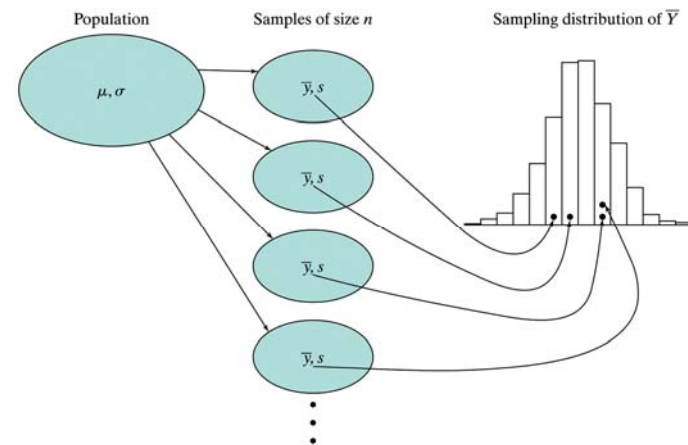 Population
Samples of size n
Sampling distribution of Y̅
μ, σ
y̅, s
y̅, s
y̅, s
y̅, s